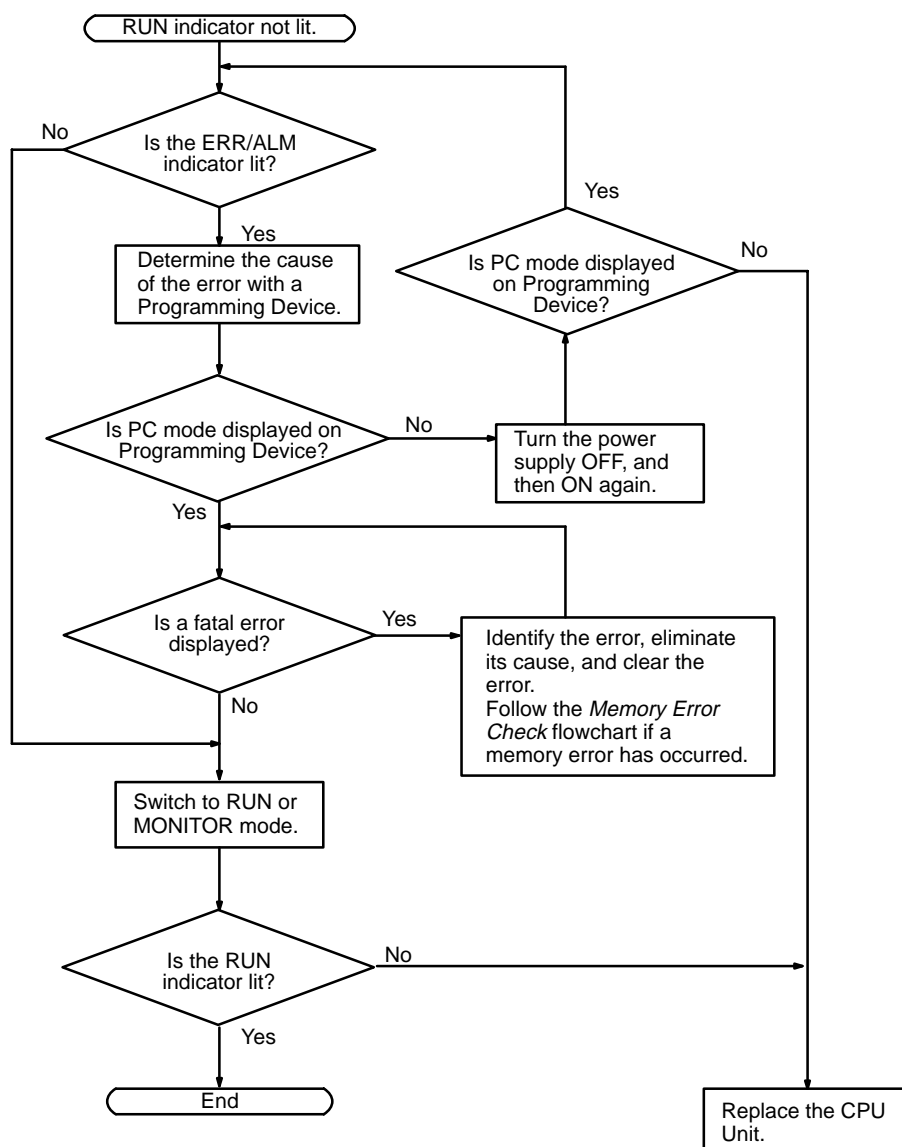 RUN indicator not lit.
No
Is the ERR/ALM
indicator lit?
Yes
Determine the cause
of the error with a
Programming Device.
Yes
Is PC mode displayed
on Programming
Device?
No
Is PC mode displayed on
Programming Device?
No
Turn the power
supply OFF, and
then ON again.
Yes
Is a fatal error
displayed?
Yes
Identify the error, eliminate
its cause, and clear the
error.
Follow the Memory Error
Check flowchart if a
memory error has occurred.
No
Switch to RUN or
MONITOR mode.
Is the RUN
indicator lit?
No
Yes
End
Replace the CPU
Unit.